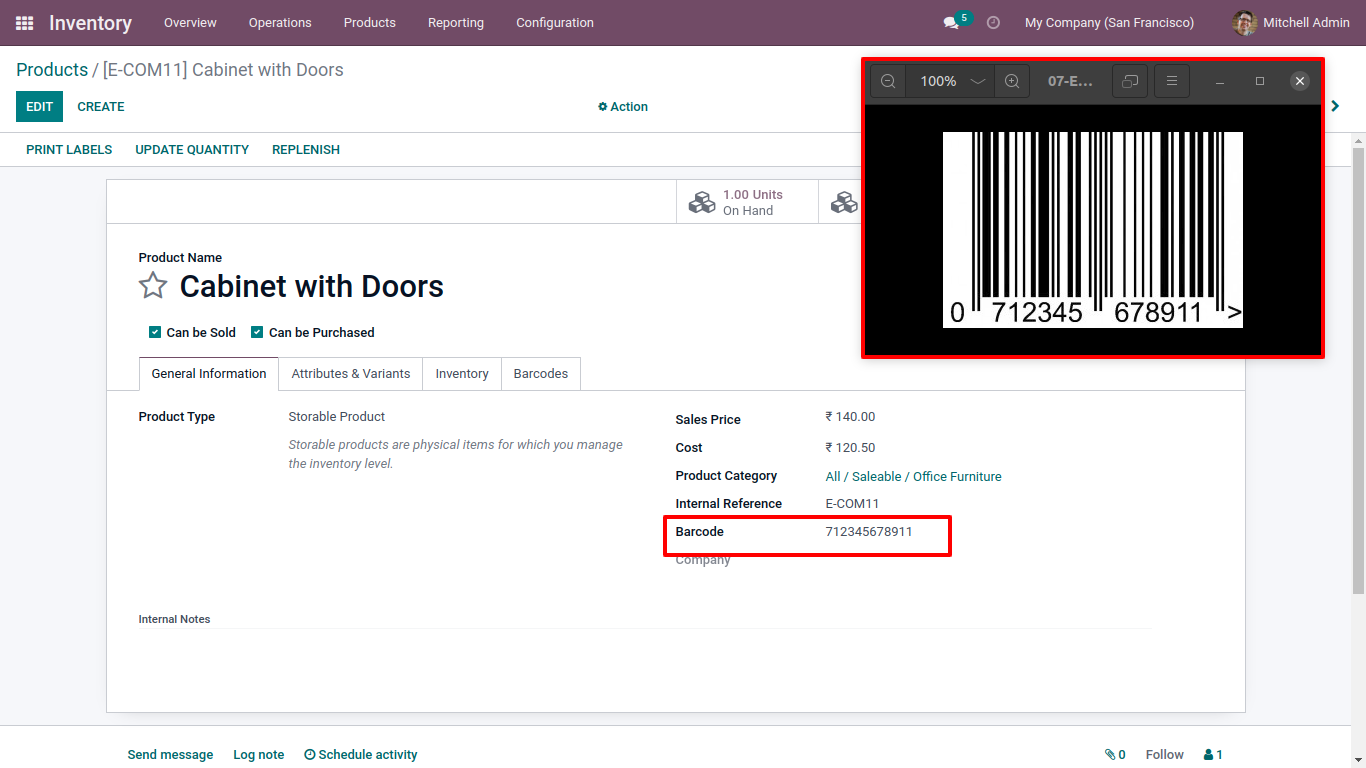 Inventory Overview Operations Products Reporting Configuration 5 My Company (San Francisco) Mitchell Admin
Products / [E-COM11] Cabinet with Doors
EDIT CREATE Action
PRINT LABELS UPDATE QUANTITY REPLENISH
100% 07-E...
0 712345 678911 >
1.00 Units
On Hand
Product Name
Cabinet with Doors
Can be Sold Can be Purchased
General Information Attributes & Variants Inventory Barcodes
Product Type Storable Product
Storable products are physical items for which you manage
the inventory level.
Sales Price ₹ 140.00
Cost ₹ 120.50
Product Category All / Saleable / Office Furniture
Internal Reference E-COM11
Barcode 712345678911
Company
Internal Notes
Send message Log note Schedule activity 0 Follow 1